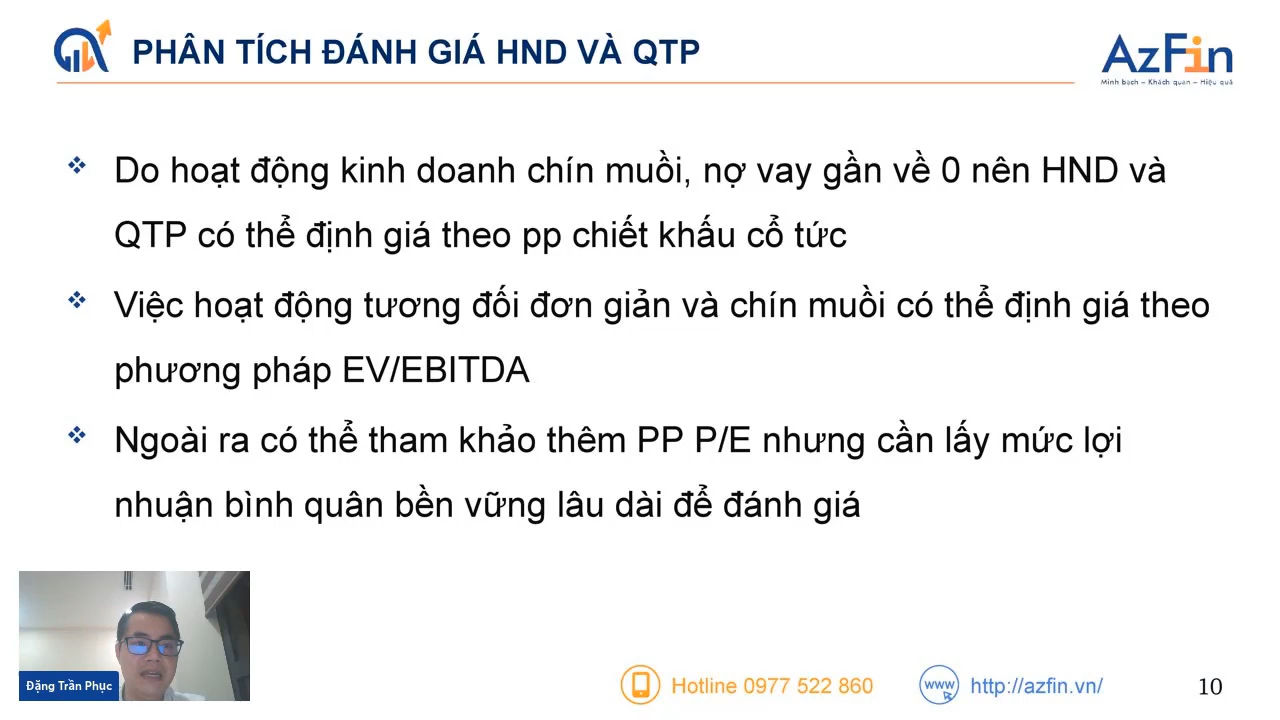 PHÂN TÍCH ĐÁNH GIÁ HND VÀ QTP
AzFin
Minh bạch – Khách quan – Hiệu quả
Do hoạt động kinh doanh chín muồi, nợ vay gần về 0 nên HND và
QTP có thể định giá theo pp chiết khấu cổ tức
Việc hoạt động tương đối đơn giản và chín muồi có thể định giá theo
phương pháp EV/EBITDA
Ngoài ra có thể tham khảo thêm PP P/E nhưng cần lấy mức lợi
nhuận bình quân bền vững lâu dài để đánh giá
Đặng Trần Phục
Hotline 0977 522 860
www
http://azfin.vn/
10